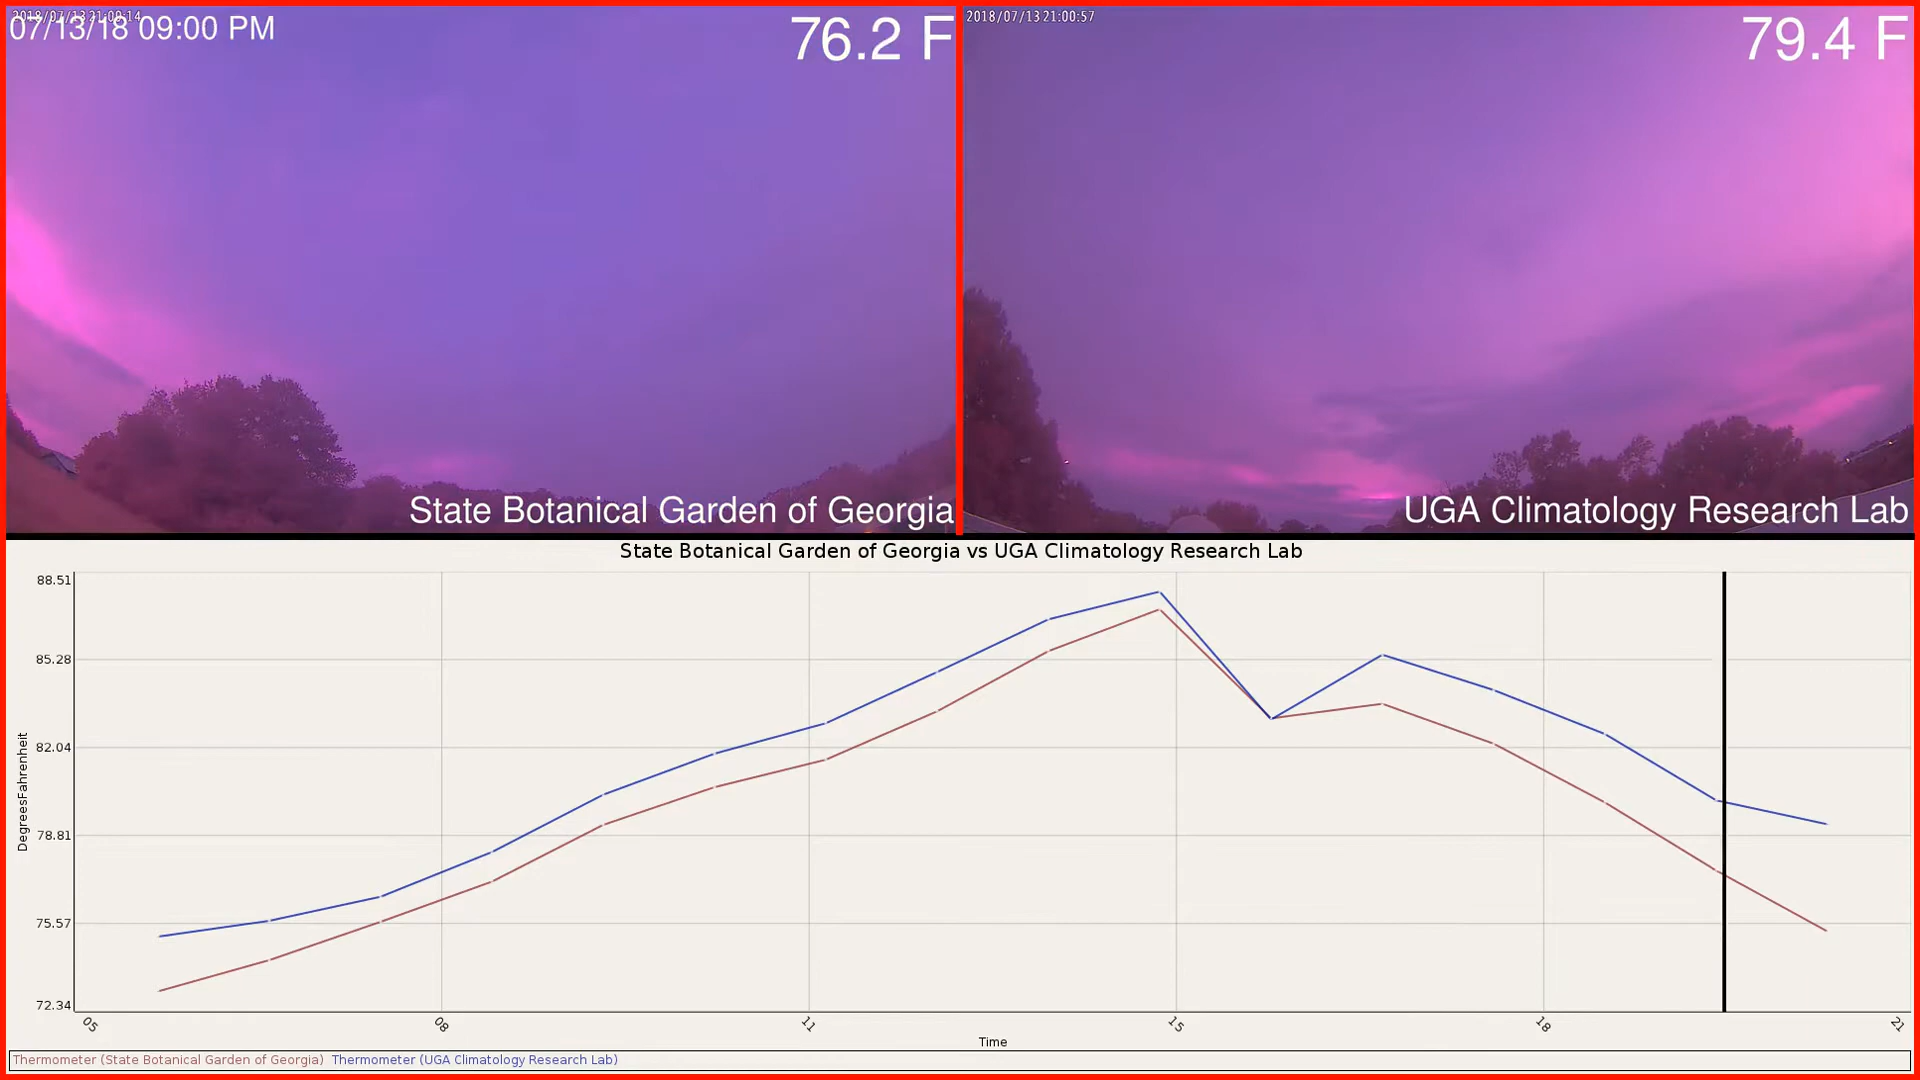 2018/07/13 21:00:14
07/13/18 09:00 PM
76.2 F
State Botanical Garden of Georgia
2018/07/13 21:00:57
79.4 F
UGA Climatology Research Lab
State Botanical Garden of Georgia vs UGA Climatology Research Lab
DegreesFahrenheit
88.51
85.28
82.04
78.81
75.57
72.34
05 08 11 15 18 21
Time
Thermometer (State Botanical Garden of Georgia) Thermometer (UGA Climatology Research Lab)